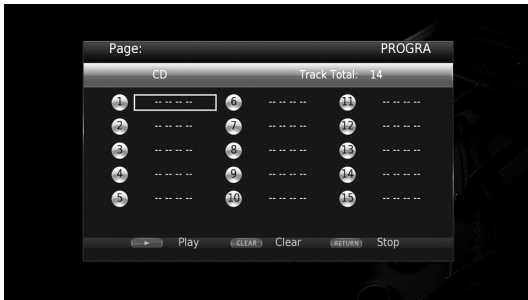 Page: PROGRA
CD Track Total: 14
1 -- -- -- -- 6 -- -- -- -- 11 -- -- -- --
2 -- -- -- -- 7 -- -- -- -- 12 -- -- -- --
3 -- -- -- -- 8 -- -- -- -- 13 -- -- -- --
4 -- -- -- -- 9 -- -- -- -- 14 -- -- -- --
5 -- -- -- -- 10 -- -- -- -- 15 -- -- -- --
Play CLEAR Clear RETURN Stop